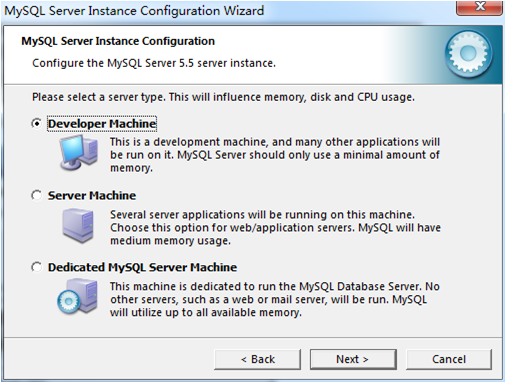 MySQL Server Instance Configuration Wizard
MySQL Server Instance Configuration
Configure the MySQL Server 5.5 server instance.
Please select a server type. This will influence memory, disk and CPU usage.
Developer Machine
This is a development machine, and many other applications will
be run on it. MySQL Server should only use a minimal amount of
memory.
Server Machine
Several server applications will be running on this machine.
Choose this option for web/application servers. MySQL will have
medium memory usage.
Dedicated MySQL Server Machine
This machine is dedicated to run the MySQL Database Server. No
other servers, such as a web or mail server, will be run. MySQL
will utilize up to all available memory.
< Back
Next >
Cancel